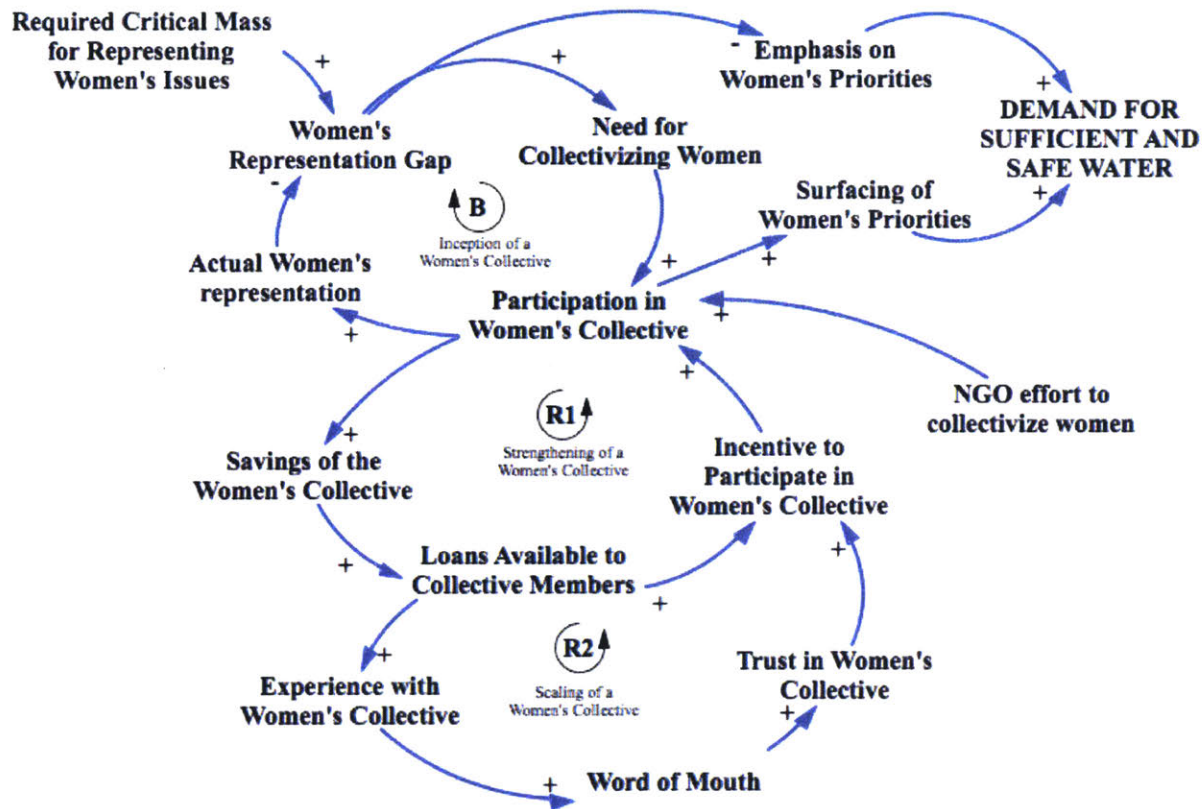 Required Critical Mass
for Representing
Women's Issues
+
-
Emphasis on
Women's Priorities
+
+
DEMAND FOR
SUFFICIENT AND
SAFE WATER
+
Women's
Representation Gap
-
Need for
Collectivizing Women
Surfacing of
Women's Priorities
+
B
Inception of a
Women's Collective
Actual Women's
representation
+
+
Participation in
Women's Collective
+
+
+
NGO effort to
collectivize women
R1
Strengthening of a
Women's Collective
+
Savings of the
Women's Collective
Incentive to
Participate in
Women's Collective
+
Loans Available to
Collective Members
+
+
R2
Scaling of a
Women's Collective
+
Experience with
Women's Collective
Trust in Women's
Collective
+
+
Word of Mouth